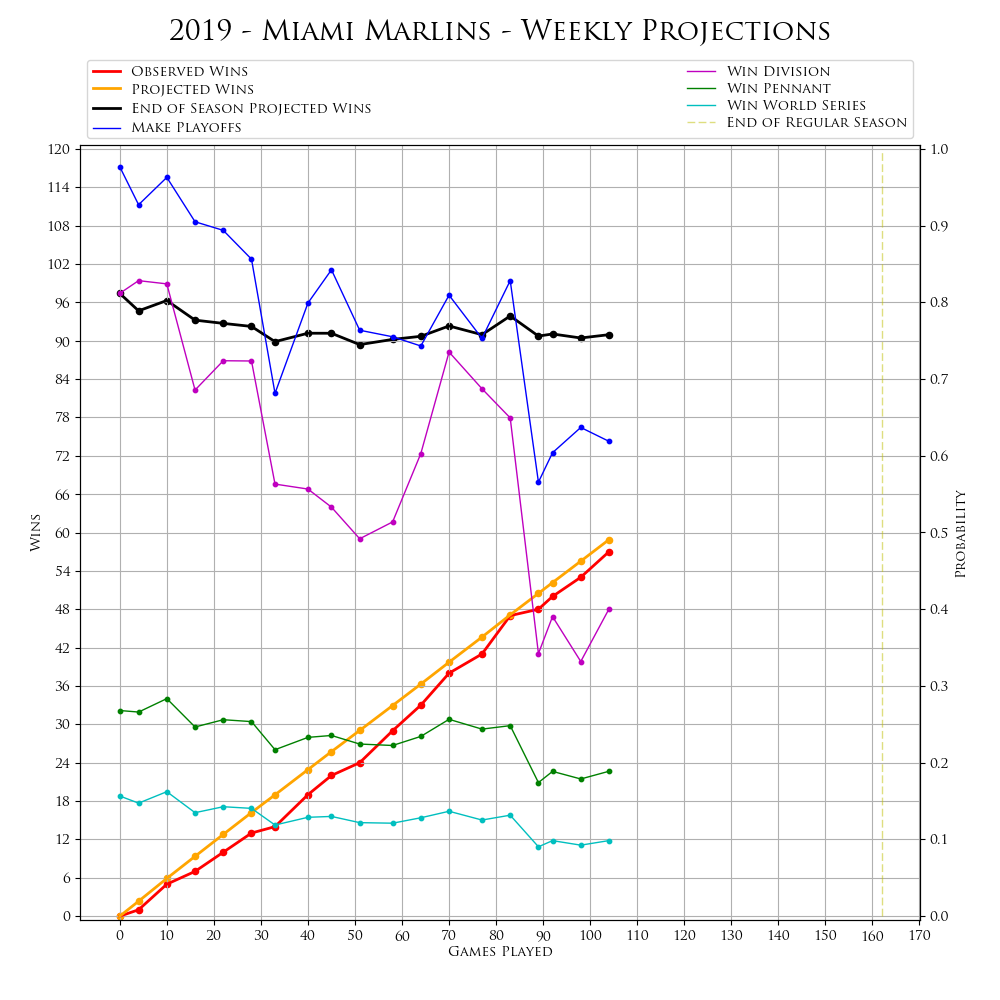 2019 - Miami Marlins - Weekly Projections
Observed Wins
Projected Wins
End of Season Projected Wins
Make Playoffs
Win Division
Win Pennant
Win World Series
End of Regular Season
120
114
108
102
96
90
84
78
72
66
60
54
48
42
36
30
24
18
12
6
0
Wins
1.0
0.9
0.8
0.7
0.6
0.5
0.4
0.3
0.2
0.1
0.0
Probability
0 10 20 30 40 50 60 70 80 90 100 110 120 130 140 150 160 170
Games Played